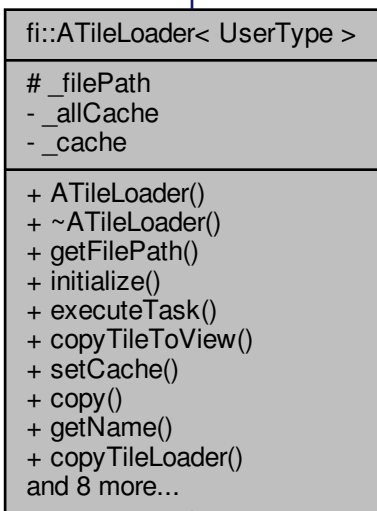 fi::ATileLoader< UserType >
# _filePath
- _allCache
- _cache
+ ATileLoader()
+ ~ATileLoader()
+ getFilePath()
+ initialize()
+ executeTask()
+ copyTileToView()
+ setCache()
+ copy()
+ getName()
+ copyTileLoader()
and 8 more...